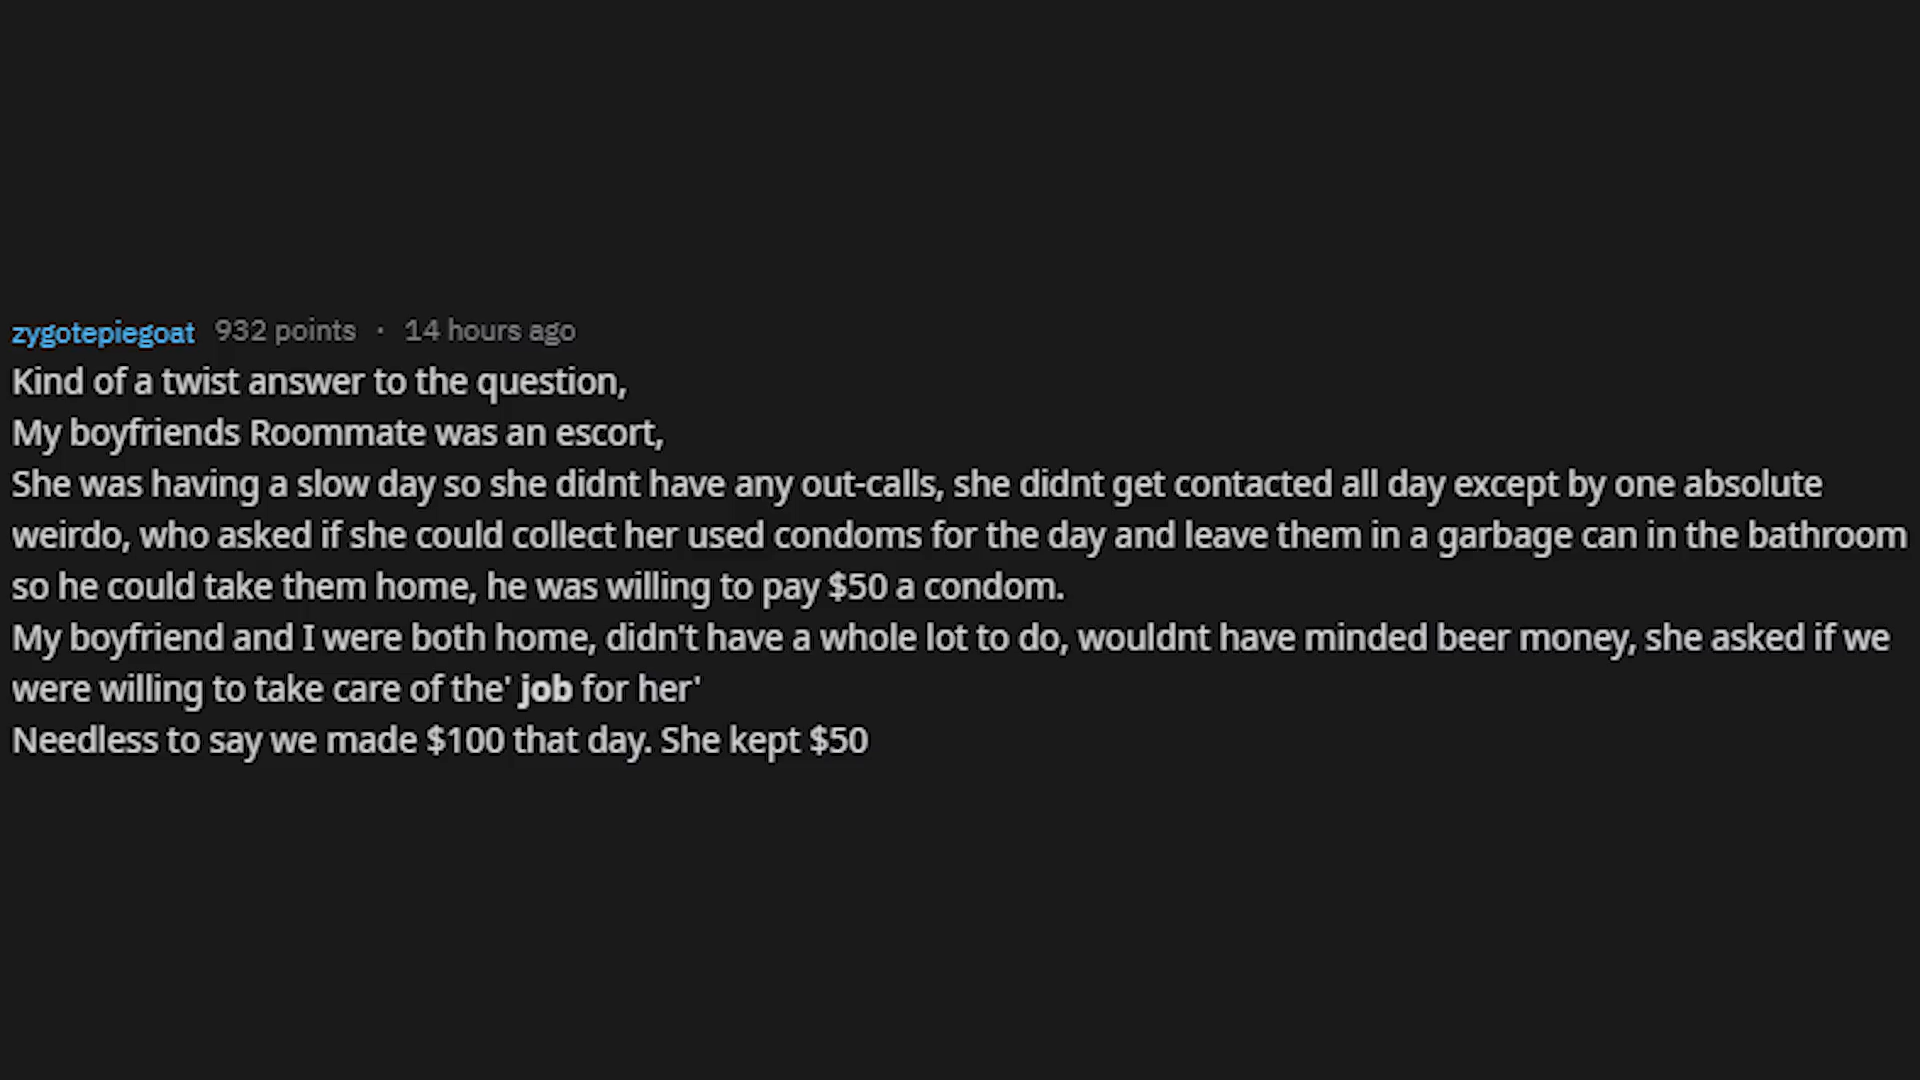 zygotepiegoat 932 points · 14 hours ago
Kind of a twist answer to the question,
My boyfriends Roommate was an escort,
She was having a slow day so she didnt have any out-calls, she didnt get contacted all day except by one absolute
weirdo, who asked if she could collect her used condoms for the day and leave them in a garbage can in the bathroom
so he could take them home, he was willing to pay $50 a condom.
My boyfriend and I were both home, didn't have a whole lot to do, wouldnt have minded beer money, she asked if we
were willing to take care of the' job for her'
Needless to say we made $100 that day. She kept $50